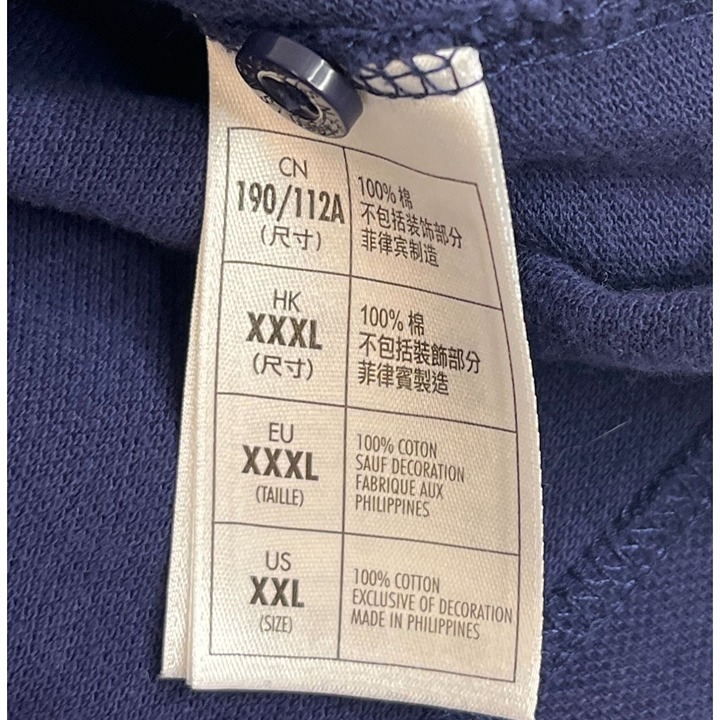 CN
190/112A
(尺寸)
100% 棉
不包括装饰部分
菲律宾制造
HK
XXXL
(尺寸)
100% 棉
不包括裝飾部分
菲律賓製造
EU
XXXL
(TAILLE)
100% COTON
SAUF DECORATION
FABRIQUE AUX
PHILIPPINES
US
XXL
(SIZE)
100% COTTON
EXCLUSIVE OF DECORATION
MADE IN PHILIPPINES